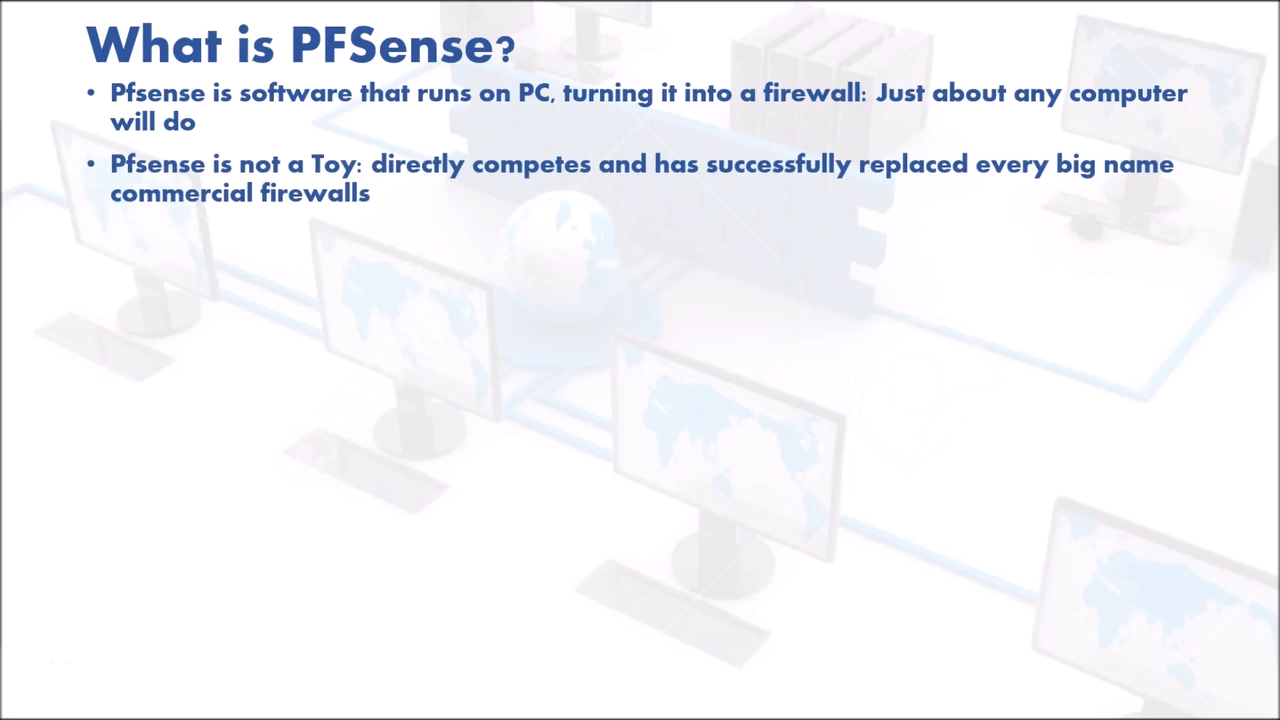 What is PFSense?
• Pfsense is software that runs on PC, turning it into a firewall: Just about any computer
will do
• Pfsense is not a Toy: directly competes and has successfully replaced every big name
commercial firewalls